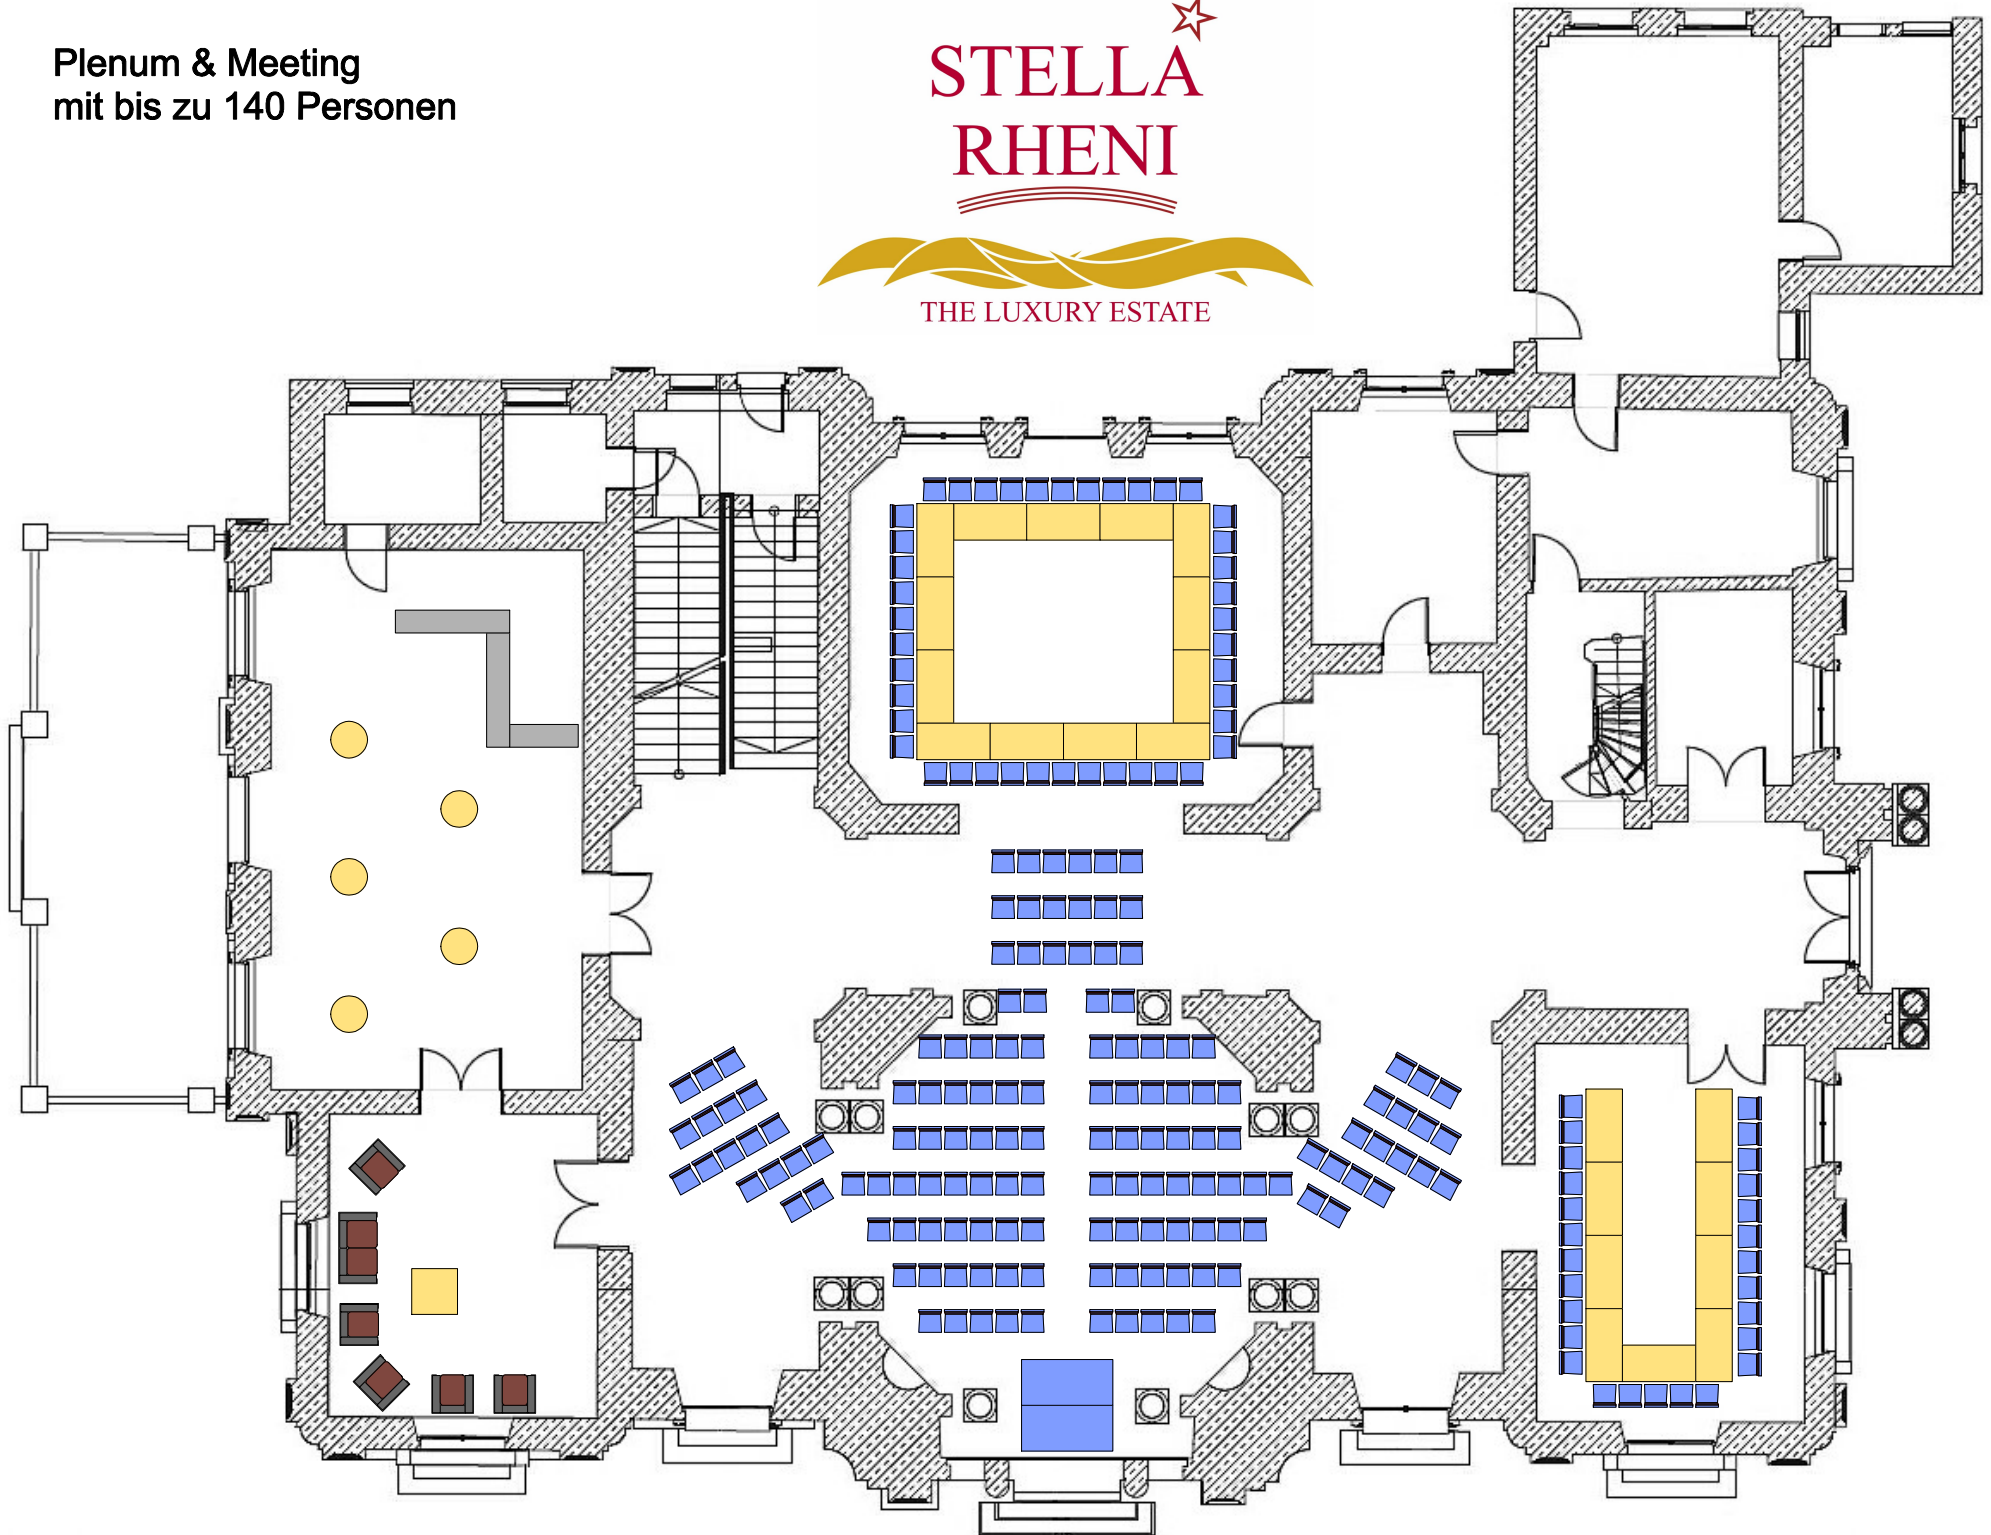 Plenum & Meeting
mit bis zu 140 Personen
STELLA
RHENI
THE LUXURY ESTATE